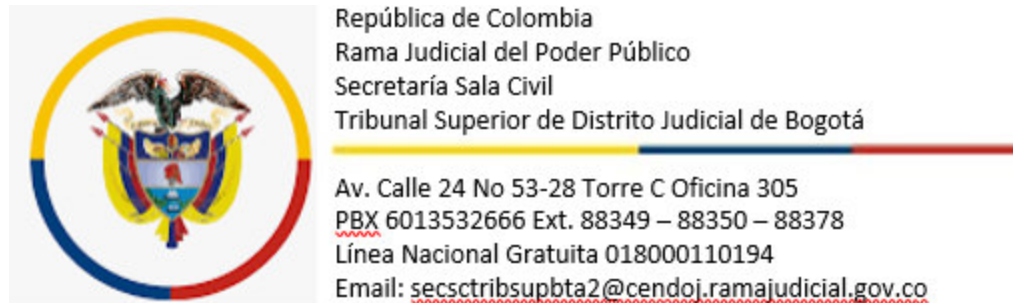 República de Colombia
Rama Judicial del Poder Público
Secretaría Sala Civil
Tribunal Superior de Distrito Judicial de Bogotá
Av. Calle 24 No 53-28 Torre C Oficina 305
PBX 6013532666 Ext. 88349 – 88350 – 88378
Línea Nacional Gratuita 018000110194
Email: secsctribsupbta2@cendoj.ramajudicial.gov.co